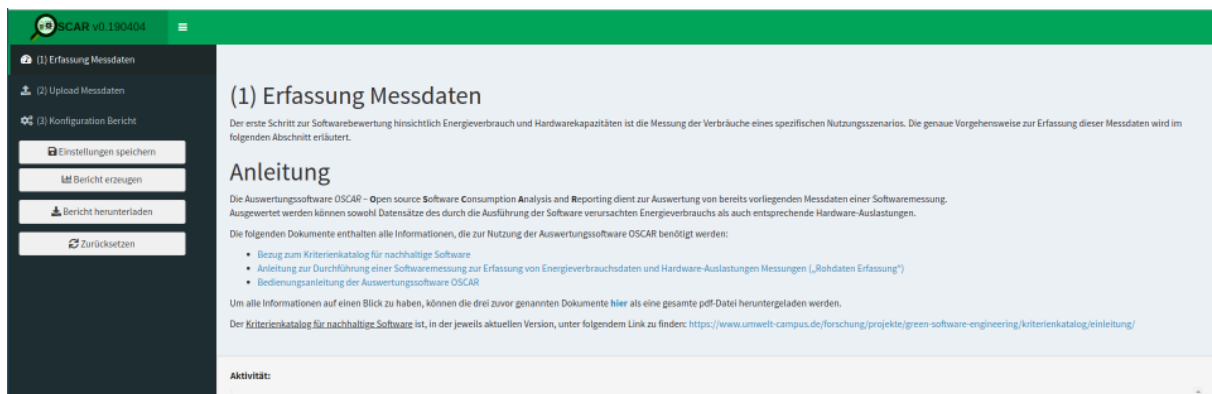 OSCAR v0.190404
(1) Erfassung Messdaten
(2) Upload Messdaten
(3) Konfiguration Bericht
Einstellungen speichern
Bericht erzeugen
Bericht herunterladen
Zurücksetzen
(1) Erfassung Messdaten
Der erste Schritt zur Softwarebewertung hinsichtlich Energieverbrauch und Hardwarekapazitäten ist die Messung der Verbräuche eines spezifischen Nutzungsszenarios. Die genaue Vorgehensweise zur Erfassung dieser Messdaten wird im
folgenden Abschnitt erläutert.
Anleitung
Die Auswertungssoftware OSCAR – Open source Software Consumption Analysis and Reporting dient zur Auswertung von bereits vorliegenden Messdaten einer Softwaremessung.
Ausgewertet werden können sowohl Datensätze des durch die Ausführung der Software verursachten Energieverbrauchs als auch entsprechende Hardware-Auslastungen.
Die folgenden Dokumente enthalten alle Informationen, die zur Nutzung der Auswertungssoftware OSCAR benötigt werden:
• Bezug zum Kriterienkatalog für nachhaltige Software
• Anleitung zur Durchführung einer Softwaremessung zur Erfassung von Energieverbrauchsdaten und Hardware-Auslastungen Messungen („Rohdaten Erfassung“)
• Bedienungsanleitung der Auswertungssoftware OSCAR
Um alle Informationen auf einen Blick zu haben, können die drei zuvor genannten Dokumente hier als eine gesamte pdf-Datei heruntergeladen werden.
Der Kriterienkatalog für nachhaltige Software ist, in der jeweils aktuellen Version, unter folgendem Link zu finden: https://www.umwelt-campus.de/forschung/projekte/green-software-engineering/kriterienkatalog/einleitung/
Aktivität: